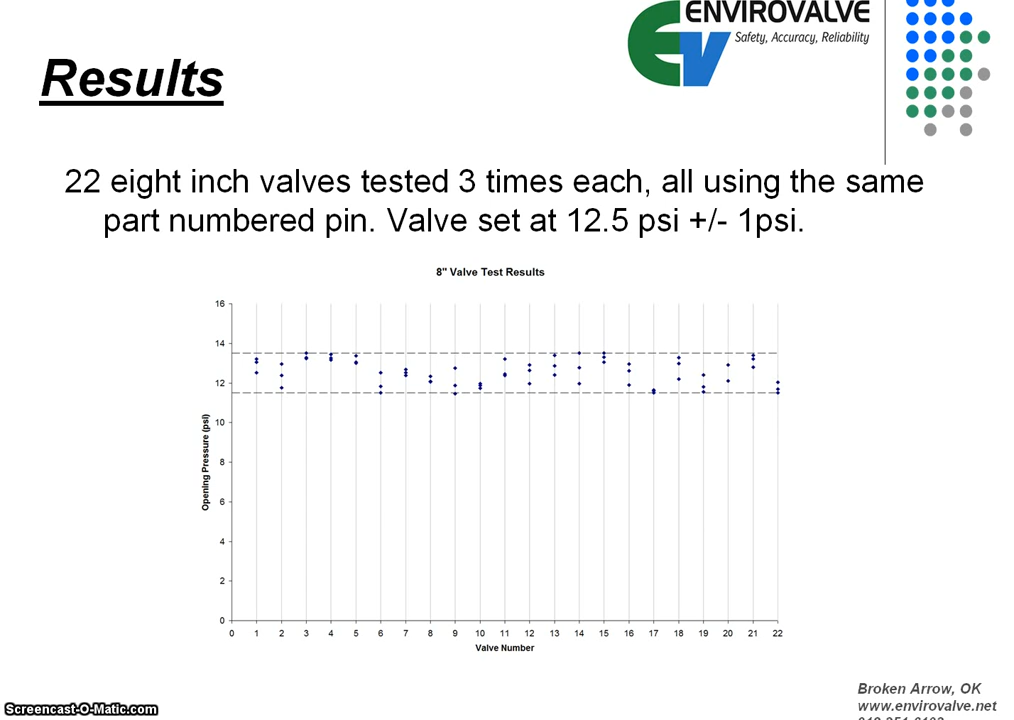 ENVIROVALVE
Safety, Accuracy, Reliability
EV
Results
22 eight inch valves tested 3 times each, all using the same
part numbered pin. Valve set at 12.5 psi +/- 1psi.
8" Valve Test Results
16
14
12
10
8
6
4
2
0
Opening Pressure (psi)
0 1 2 3 4 5 6 7 8 9 10 11 12 13 14 15 16 17 18 19 20 21 22
Valve Number
Broken Arrow, OK
www.envirovalve.net
Screencast-O-Matic.com